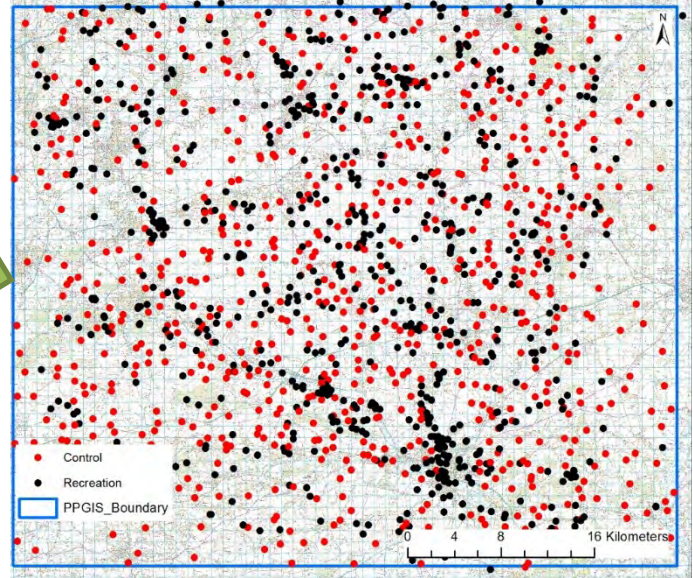 N
Control
Recreation
PPGIS_Boundary
0 4 8 16 Kilometers